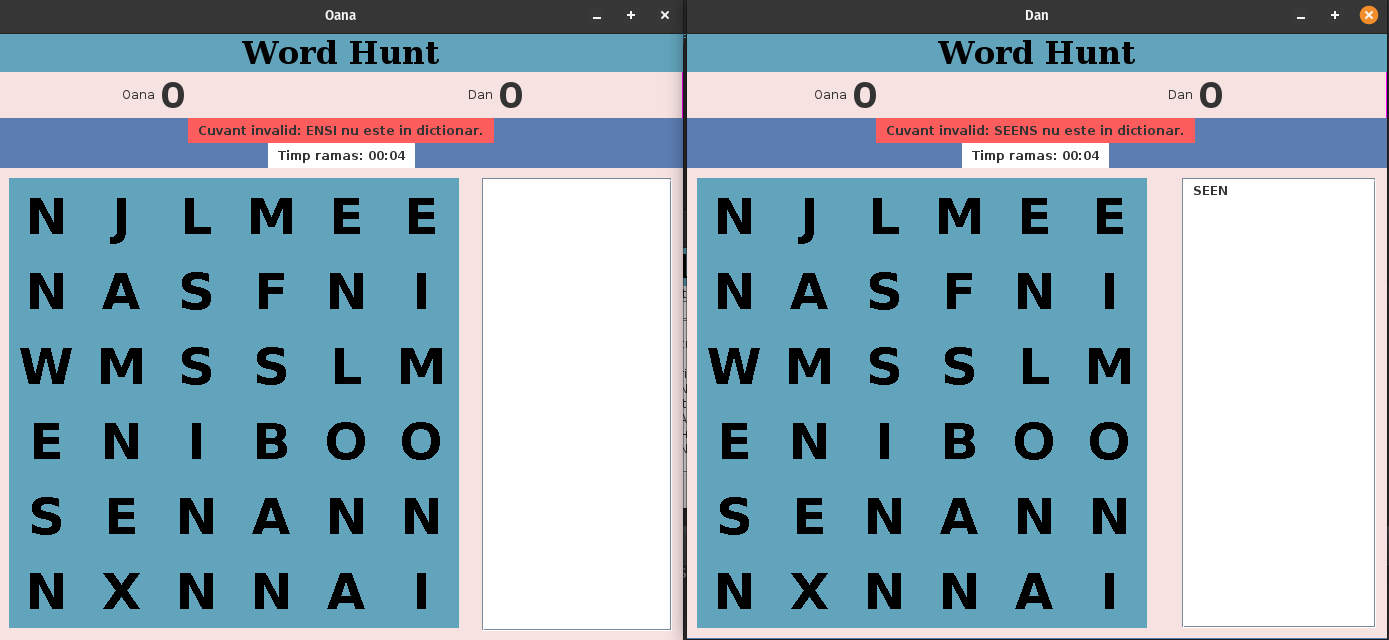 Oana
Word Hunt
Oana 0 Dan 0
Cuvant invalid: ENSI nu este in dictionar.
Timp ramas: 00:04
N J L M E E
N A S F N I
W M S S L M
E N I B O O
S E N A N N
N X N N A I
Dan
Word Hunt
Oana 0 Dan 0
Cuvant invalid: SEENS nu este in dictionar.
Timp ramas: 00:04
N J L M E E
N A S F N I
W M S S L M
E N I B O O
S E N A N N
N X N N A I
SEEN